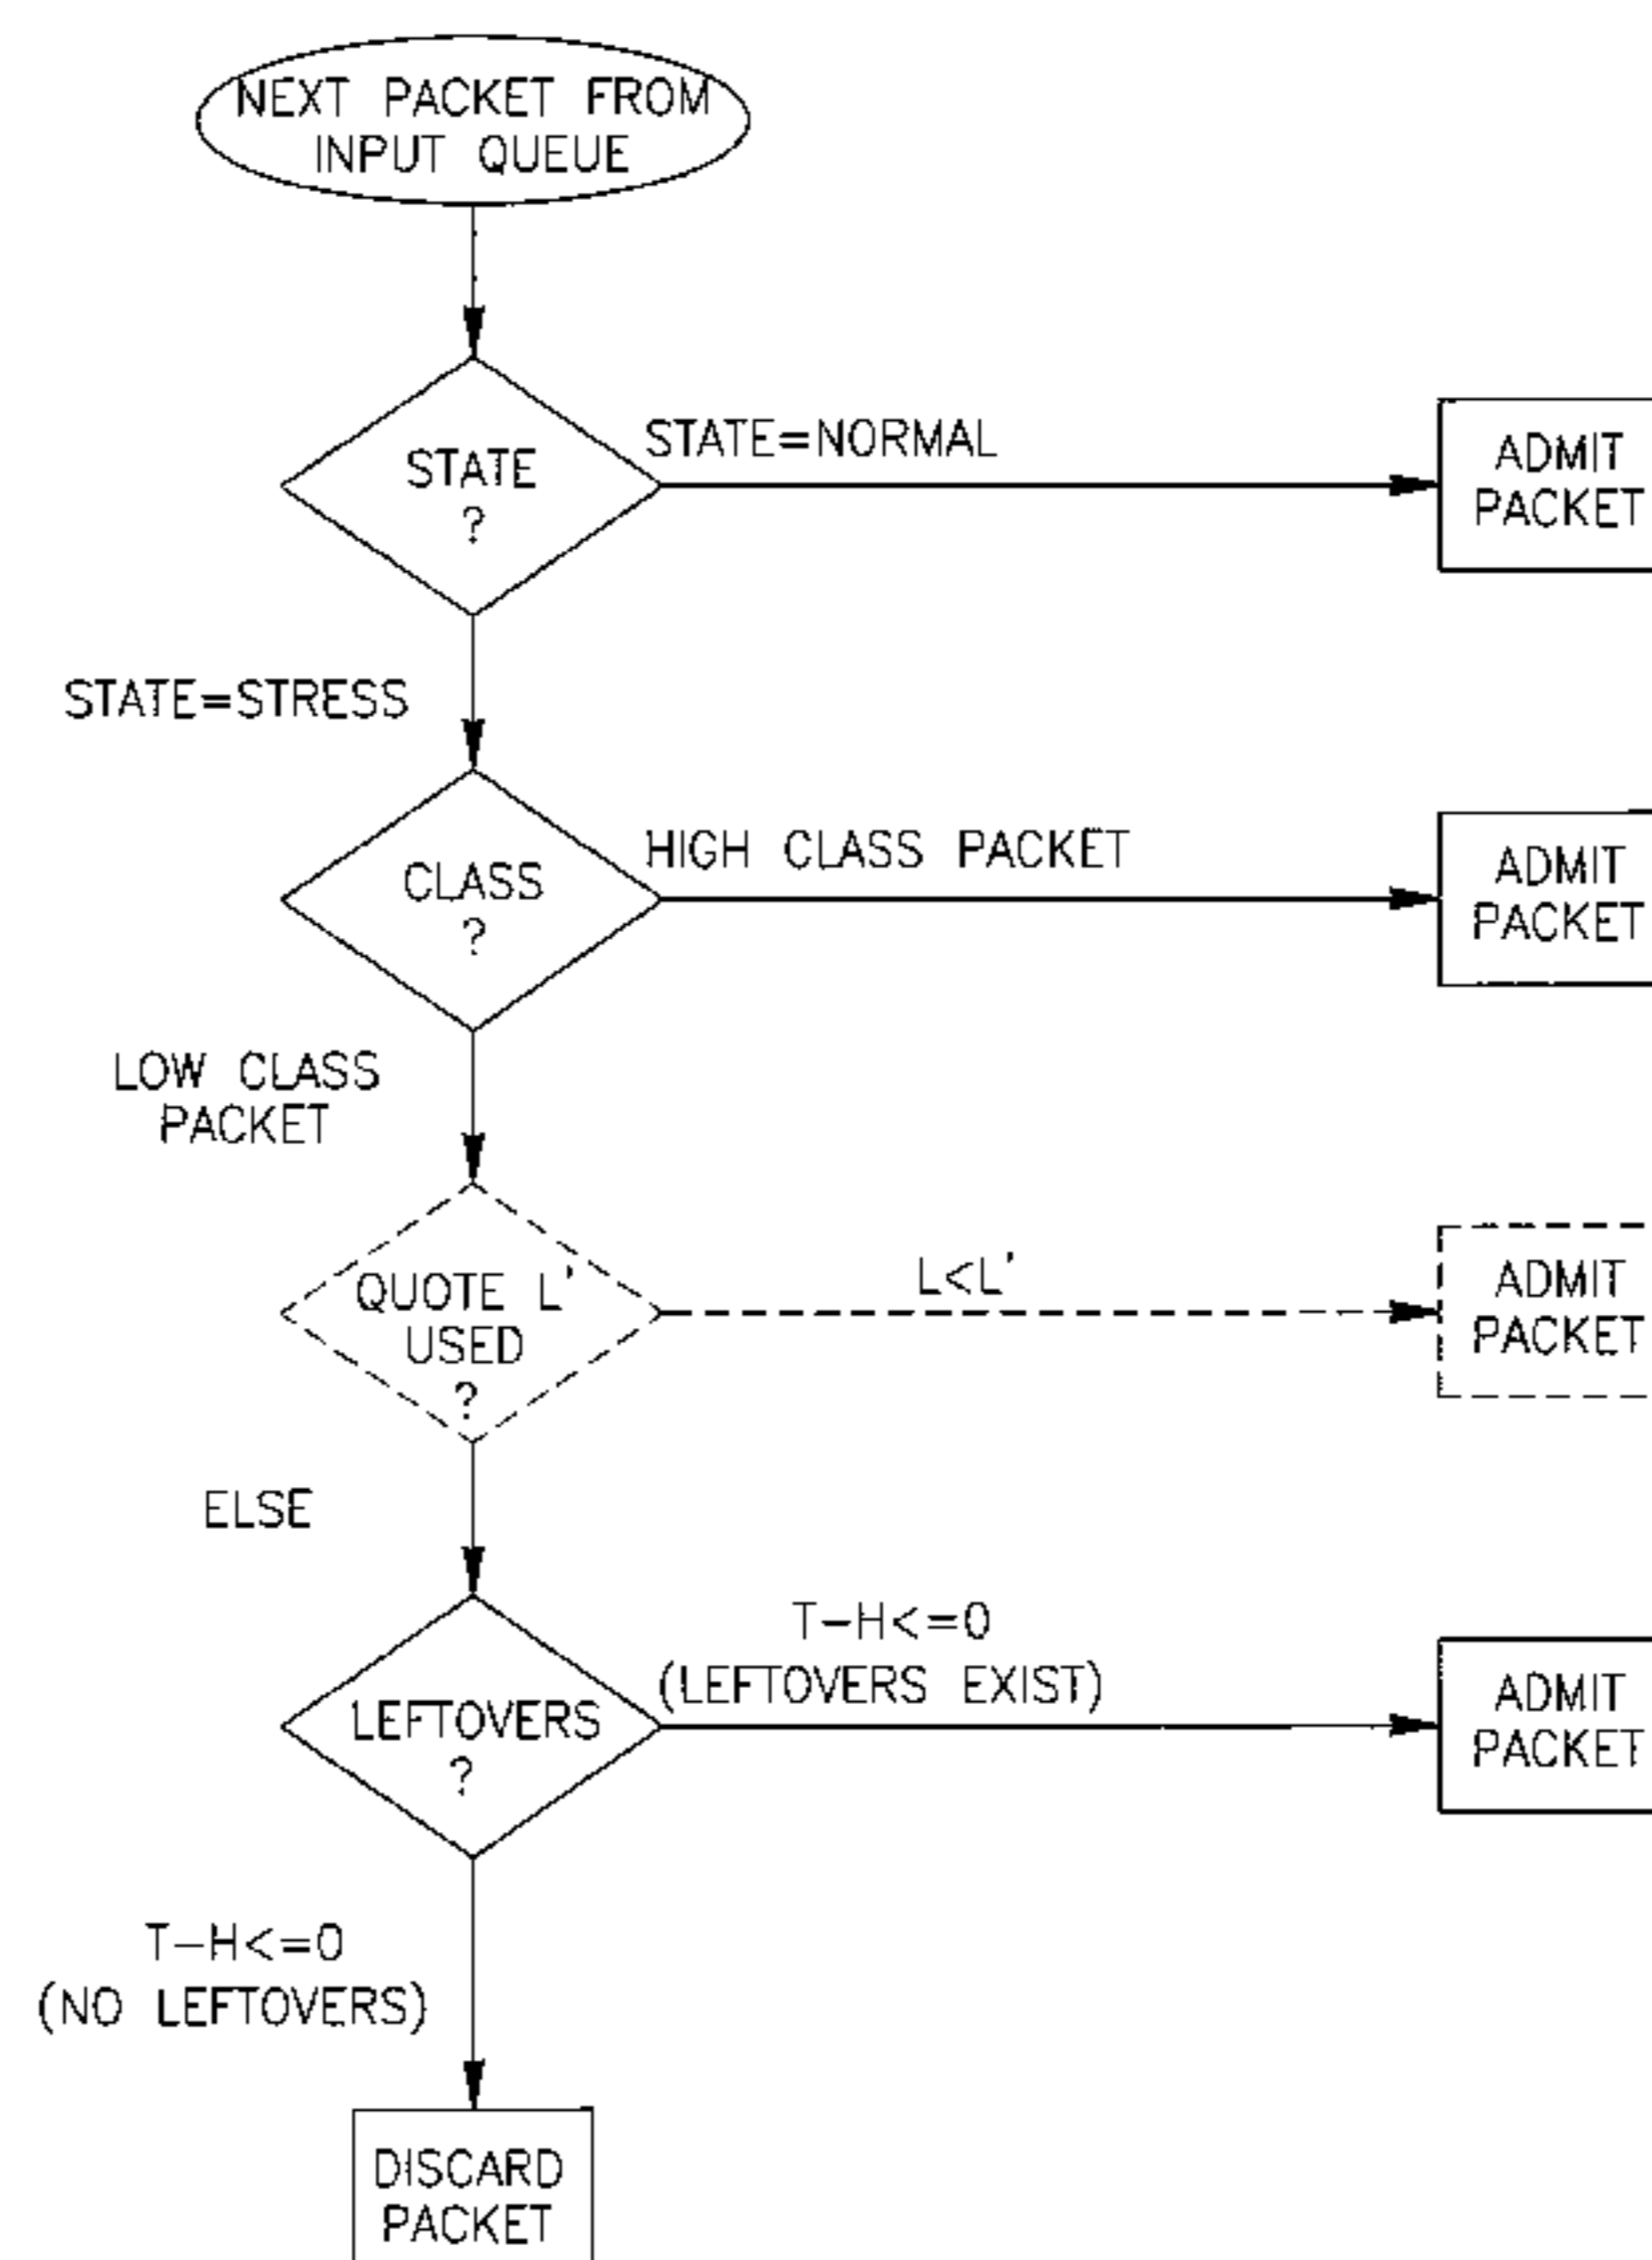 NEXT PACKET FROM
INPUT QUEUE
STATE
?
STATE=NORMAL
ADMIT
PACKET
STATE=STRESS
CLASS
?
HIGH CLASS PACKET
ADMIT
PACKET
LOW CLASS
PACKET
QUOTE L'
USED
?
L<L'
ADMIT
PACKET
ELSE
LEFTOVERS
?
T-H<=0
(LEFTOVERS EXIST)
ADMIT
PACKET
T-H<=0
(NO LEFTOVERS)
DISCARD
PACKET